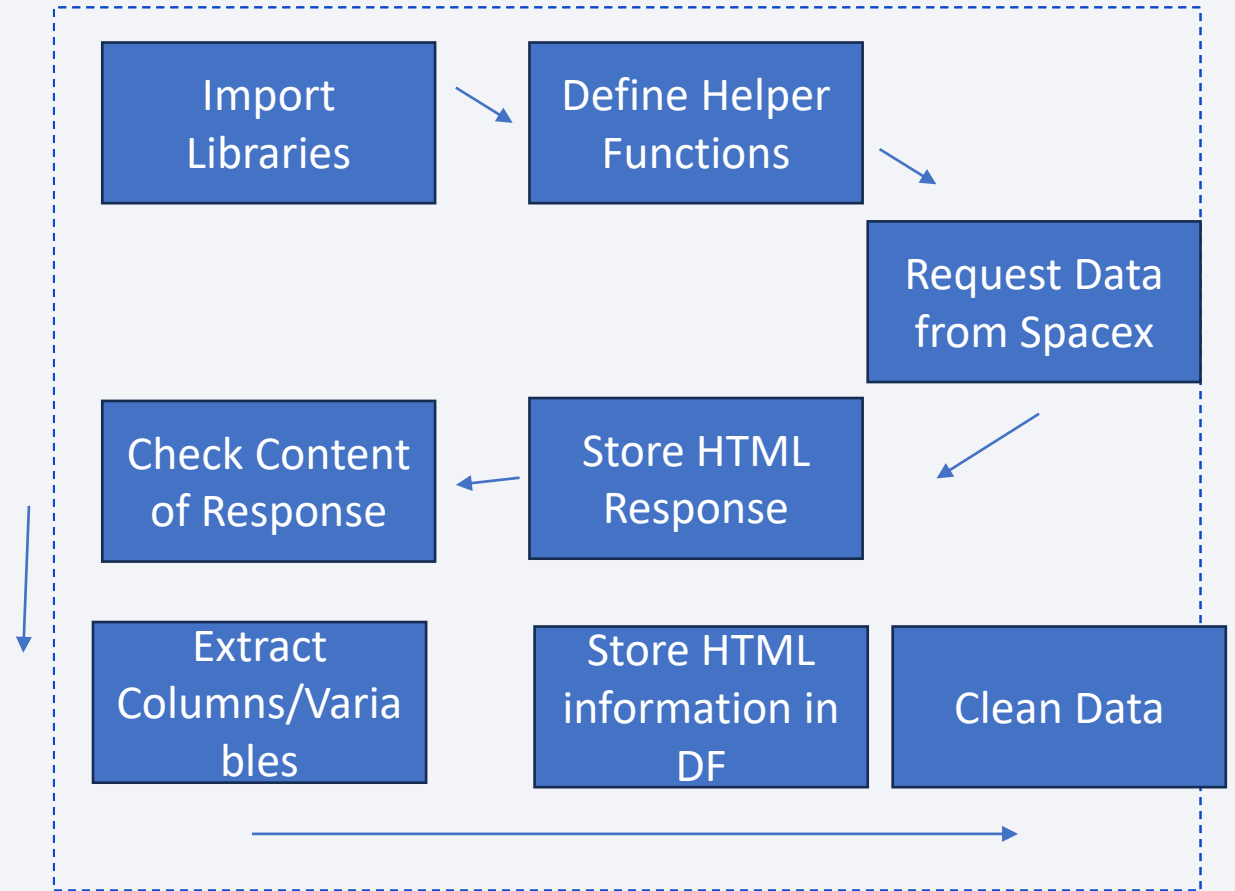 Import
Libraries
Define Helper
Functions
Request Data
from Spacex
Store HTML
Response
Check Content
of Response
Extract
Columns/Varia
bles
Store HTML
information in
DF
Clean Data